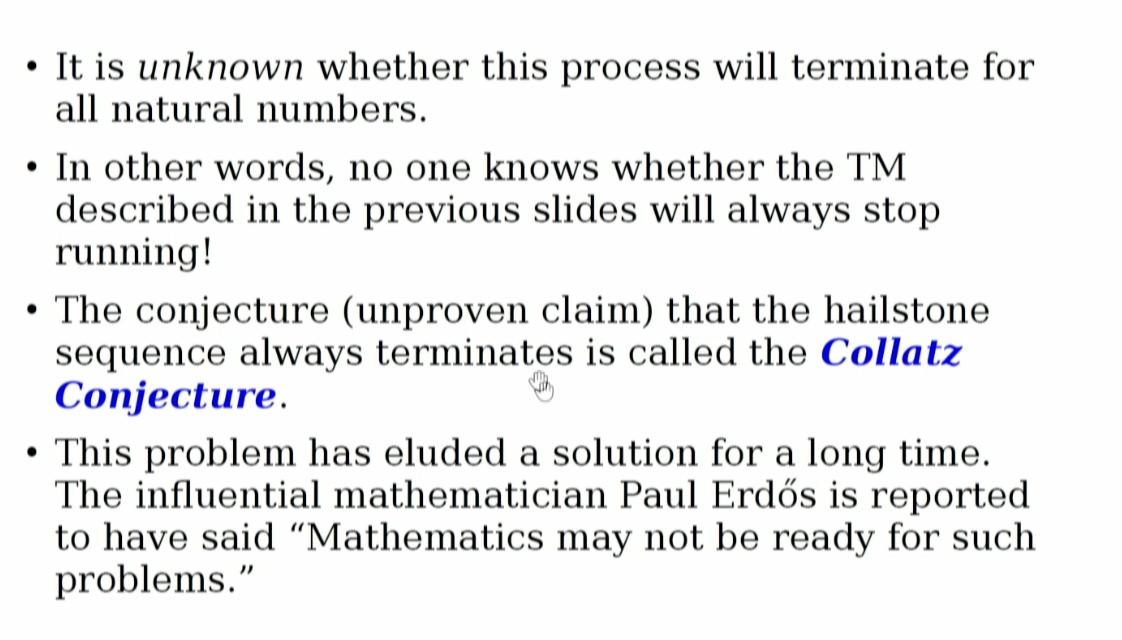 • It is unknown whether this process will terminate for
all natural numbers.
• In other words, no one knows whether the TM
described in the previous slides will always stop
running!
• The conjecture (unproven claim) that the hailstone
sequence always terminates is called the Collatz
Conjecture.
• This problem has eluded a solution for a long time.
The influential mathematician Paul Erdős is reported
to have said “Mathematics may not be ready for such
problems.”